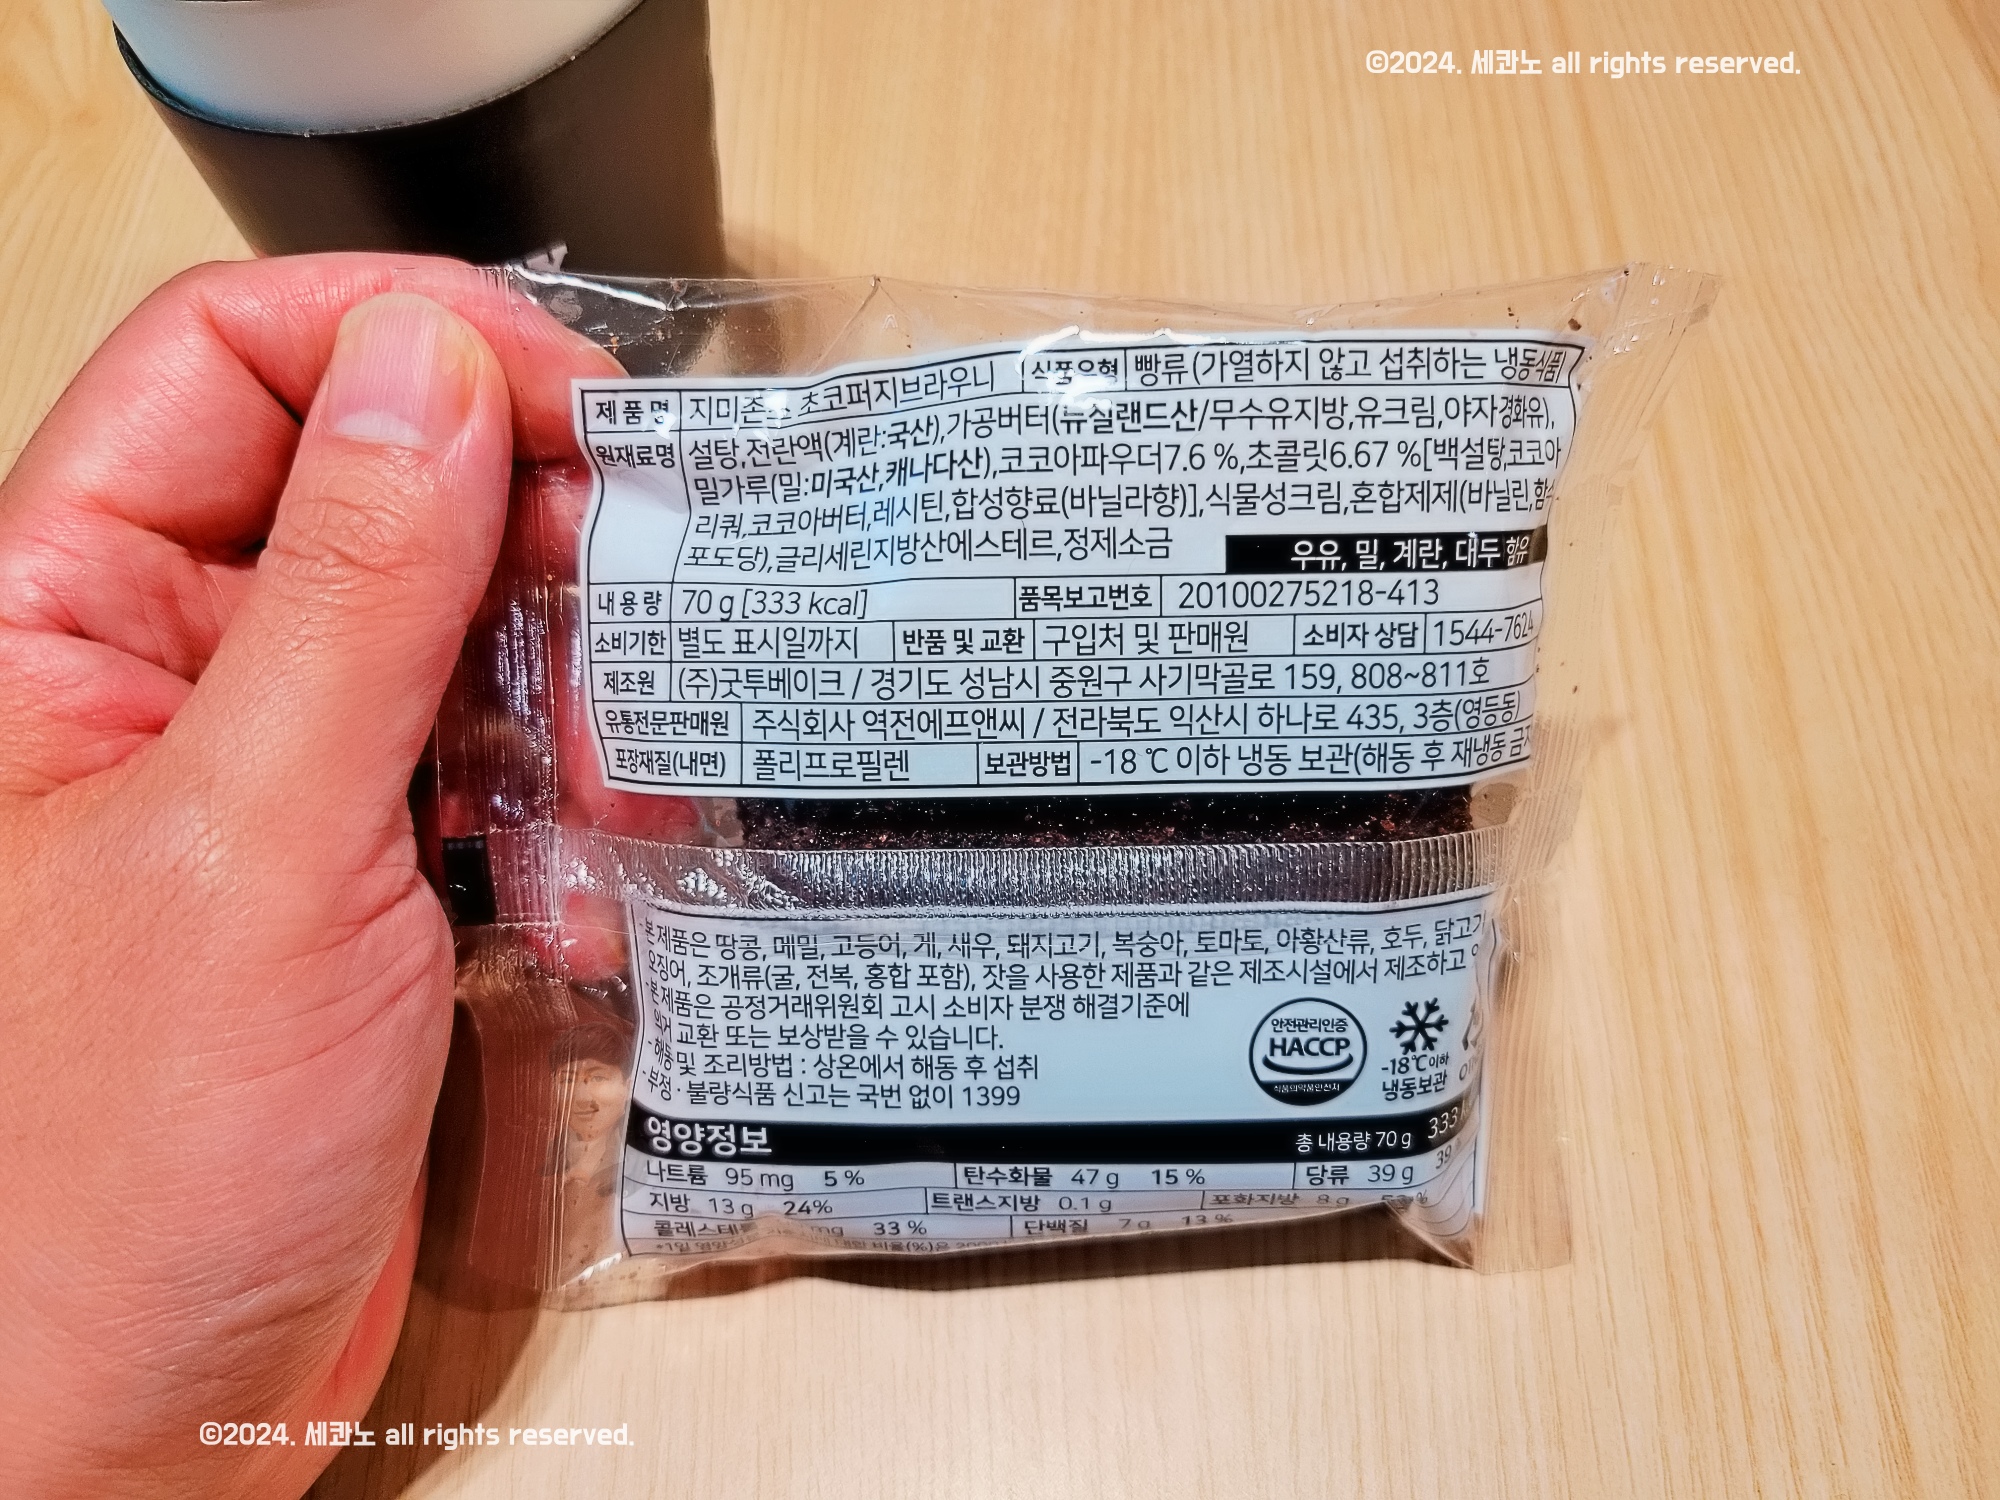 ©2024. 세콰노 all rights reserved.
제품명 지미존스 초코퍼지브라우니 식품유형 빵류(가열하지 않고 섭취하는 냉동식품)
원재료명 설탕,전란액(계란:국산),가공버터(뉴질랜드산/무수유지방,유크림,야자경화유),
밀가루(밀:미국산,캐나다산),코코아파우더7.6 %,초콜릿6.67 %[백설탕,코코아
리쿼,코코아버터,레시틴,합성향료(바닐라향)],식물성크림,혼합제제(바닐린,함수
포도당),글리세린지방산에스테르,정제소금
우유, 밀, 계란, 대두 함유
내용량 70 g [333 kcal] 품목보고번호 20100275218-413
소비기한 별도 표시일까지 반품 및 교환 구입처 및 판매원 소비자 상담 1544-7624
제조원 (주)굿투베이크 / 경기도 성남시 중원구 사기막골로 159, 808~811호
유통전문판매원 주식회사 역전에프앤씨 / 전라북도 익산시 하나로 435, 3층(영등동)
포장재질(내면) 폴리프로필렌 보관방법 -18 ℃ 이하 냉동 보관(해동 후 재냉동 금지
-본 제품은 땅콩, 메밀, 고등어, 게, 새우, 돼지고기, 복숭아, 토마토, 아황산류, 호두, 닭고기,
오징어, 조개류(굴, 전복, 홍합 포함), 잣을 사용한 제품과 같은 제조시설에서 제조하고
-본 제품은 공정거래위원회 고시 소비자 분쟁 해결기준에
의거 교환 또는 보상받을 수 있습니다.
-해동 및 조리방법 : 상온에서 해동 후 섭취
-부정 · 불량식품 신고는 국번 없이 1399
안전관리인증
HACCP
식품의약품안전처
-18℃이하
냉동보관
영양정보 총 내용량 70 g 333
나트륨 95 mg 5 % 탄수화물 47 g 15 % 당류 39 g 39
지방 13 g 24% 트랜스지방 0.1 g 포화지방 8 g 53 %
콜레스테롤 mg 33 % 단백질 7 g 13 %
©2024. 세콰노 all rights reserved.